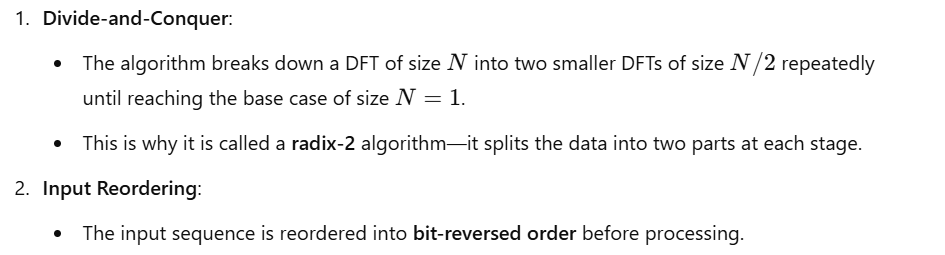 1. Divide-and-Conquer:
• The algorithm breaks down a DFT of size N into two smaller DFTs of size N/2 repeatedly
until reaching the base case of size N = 1.
• This is why it is called a radix-2 algorithm—it splits the data into two parts at each stage.
2. Input Reordering:
• The input sequence is reordered into bit-reversed order before processing.